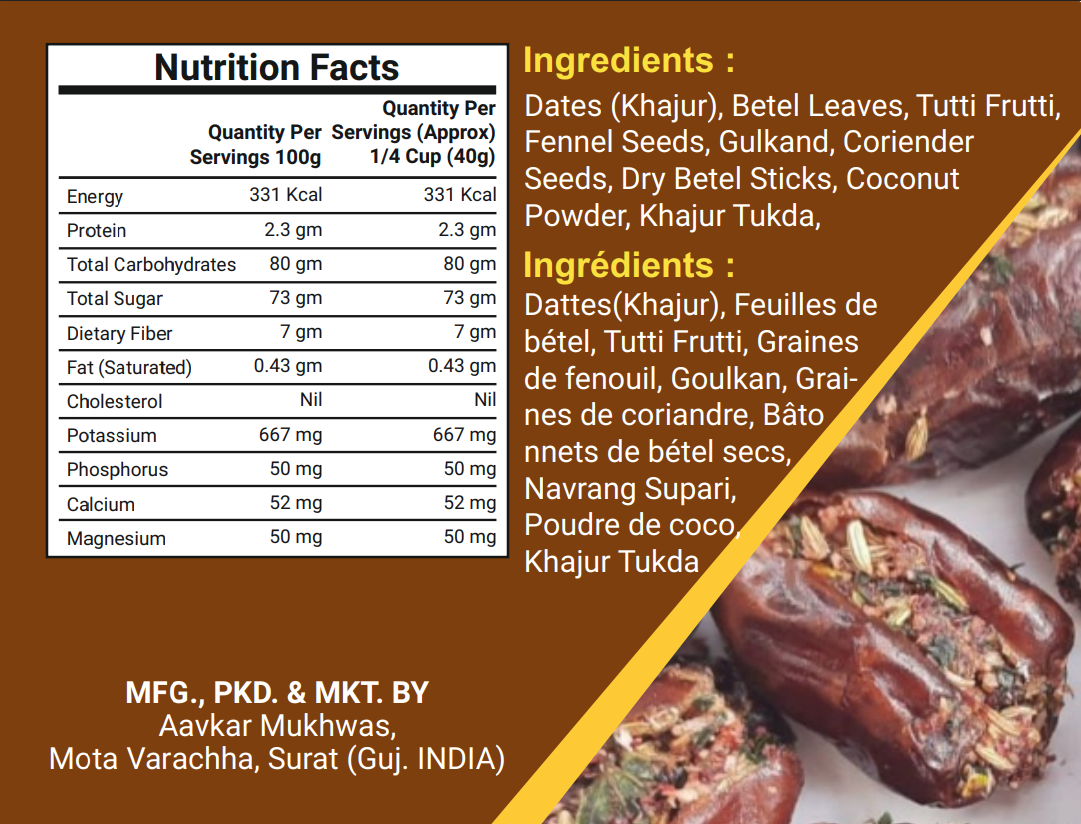 Nutrition Facts
Quantity Per Servings 100g
Quantity Per Servings (Approx) 1/4 Cup (40g)
Energy 331 Kcal 331 Kcal
Protein 2.3 gm 2.3 gm
Total Carbohydrates 80 gm 80 gm
Total Sugar 73 gm 73 gm
Dietary Fiber 7 gm 7 gm
Fat (Saturated) 0.43 gm 0.43 gm
Cholesterol Nil Nil
Potassium 667 mg 667 mg
Phosphorus 50 mg 50 mg
Calcium 52 mg 52 mg
Magnesium 50 mg 50 mg
Ingredients :
Dates (Khajur), Betel Leaves, Tutti Frutti,
Fennel Seeds, Gulkand, Coriender
Seeds, Dry Betel Sticks, Coconut
Powder, Khajur Tukda,
Ingrédients :
Dattes(Khajur), Feuilles de
bétel, Tutti Frutti, Graines
de fenouil, Goulkan, Grai-
nes de coriandre, Bâto
nnets de bétel secs,
Navrang Supari,
Poudre de coco,
Khajur Tukda
MFG., PKD. & MKT. BY
Aavkar Mukhwas,
Mota Varachha, Surat (Guj. INDIA)